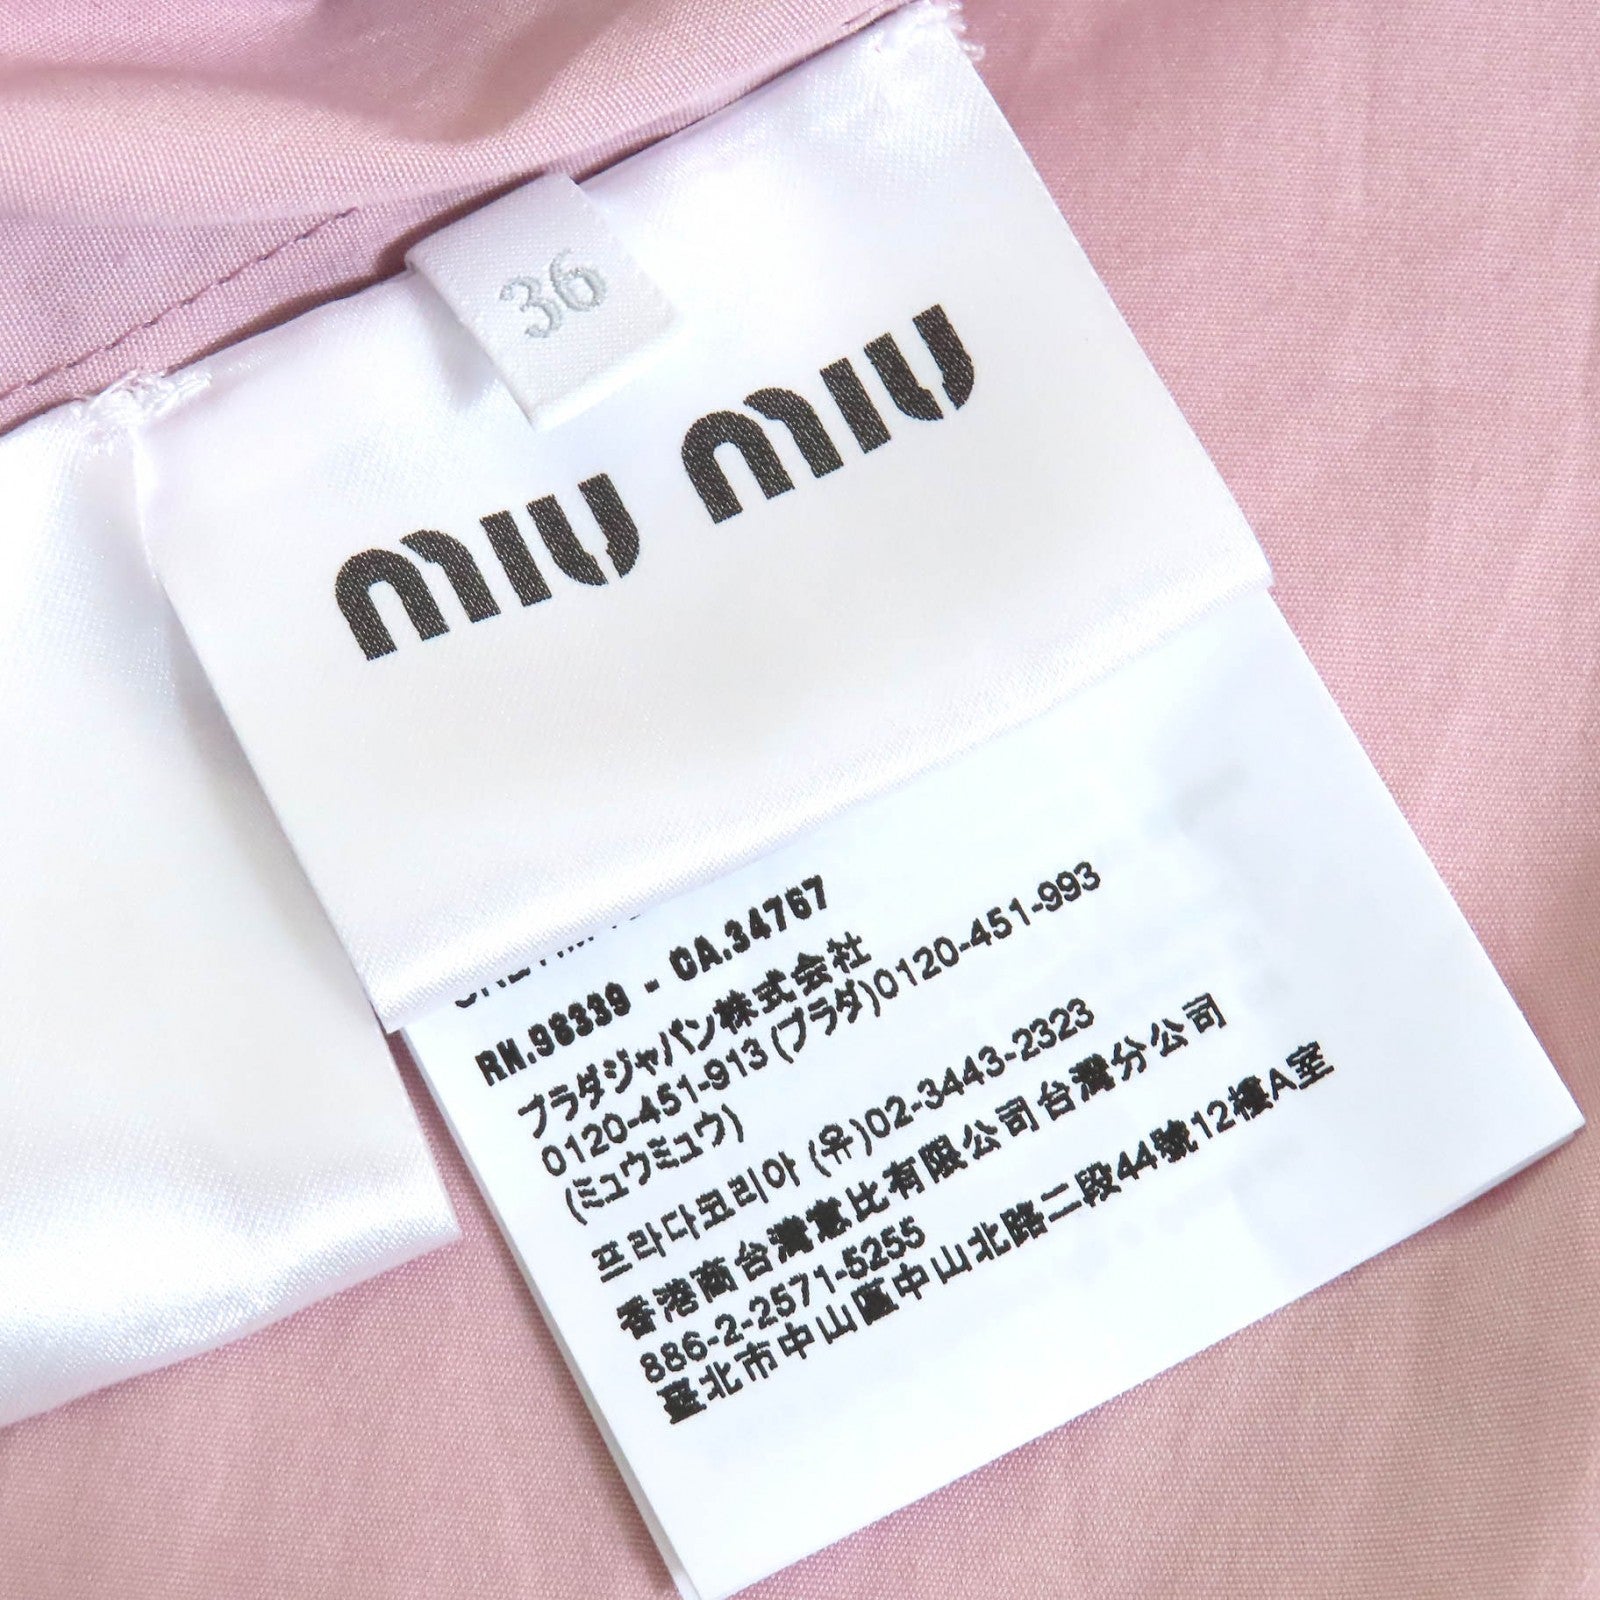 36
miu miu
RN.98339 - CA.34767
プラダジャパン株式会社
0120-451-913 (プラダ)0120-451-993
(ミュウミュウ)
프라다코리아 (유)02-3443-2323
香港商台灣慧比有限公司台灣分公司
886-2-2571-5255
臺北市中山區中山北路二段44號12樓A室